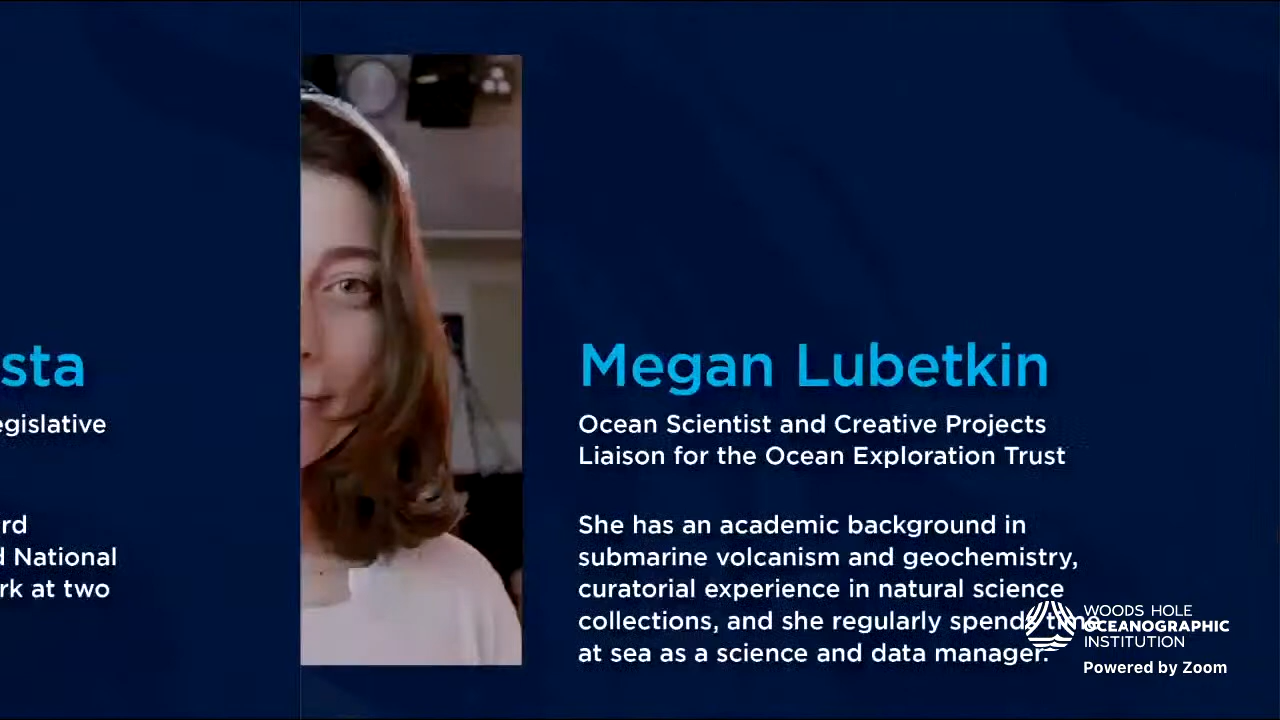 sta
egislative
rd
d National
rk at two
Megan Lubetkin
Ocean Scientist and Creative Projects
Liaison for the Ocean Exploration Trust
She has an academic background in
submarine volcanism and geochemistry,
curatorial experience in natural science
collections, and she regularly spends time
at sea as a science and data manager.
WOODS HOLE
OCEANOGRAPHIC
INSTITUTION
Powered by Zoom